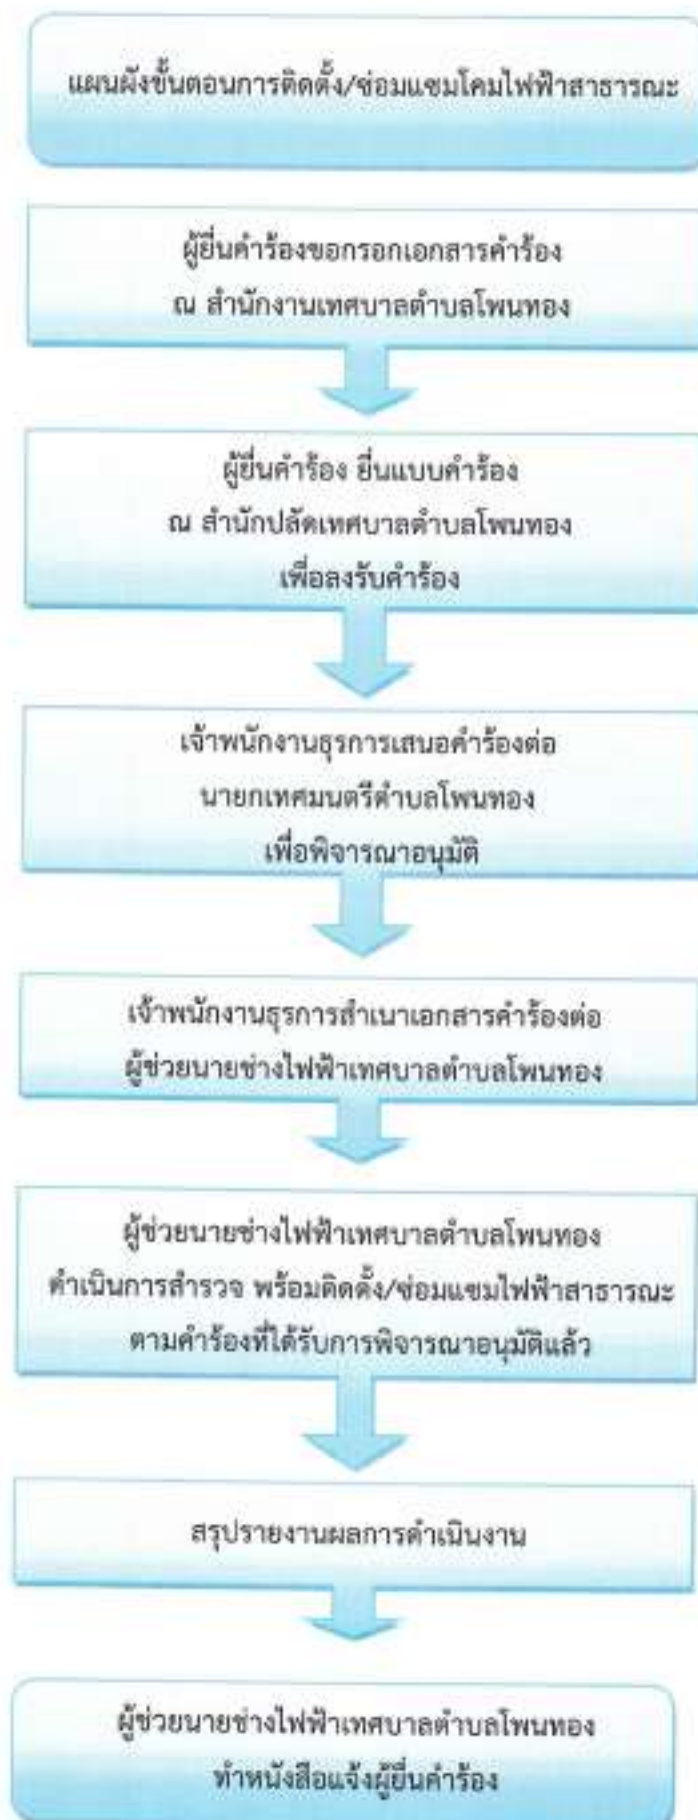 แผนผังขั้นตอนการติดตั้ง/ซ่อมแซมโคมไฟฟ้าสาธารณะ
ผู้ยื่นคำร้องขอกรอกเอกสารคำร้อง
ณ สำนักงานเทศบาลตำบลโพนทอง
ผู้ยื่นคำร้อง ยื่นแบบคำร้อง
ณ สำนักปลัดเทศบาลตำบลโพนทอง
เพื่อลงรับคำร้อง
เจ้าพนักงานธุรการเสนอคำร้องต่อ
นายกเทศมนตรีตำบลโพนทอง
เพื่อพิจารณาอนุมัติ
เจ้าพนักงานธุรการสำเนาเอกสารคำร้องต่อ
ผู้ช่วยนายช่างไฟฟ้าเทศบาลตำบลโพนทอง
ผู้ช่วยนายช่างไฟฟ้าเทศบาลตำบลโพนทอง
ดำเนินการสำรวจ พร้อมติดตั้ง/ซ่อมแซมไฟฟ้าสาธารณะ
ตามคำร้องที่ได้รับการพิจารณาอนุมัติแล้ว
สรุปรายงานผลการดำเนินงาน
ผู้ช่วยนายช่างไฟฟ้าเทศบาลตำบลโพนทอง
ทำหนังสือแจ้งผู้ยื่นคำร้อง